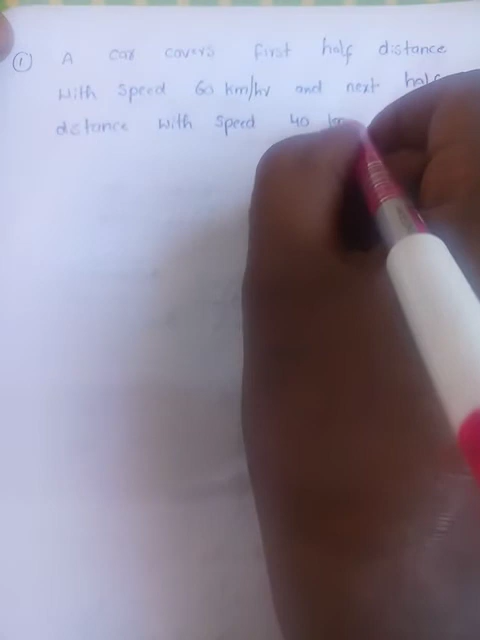 ① A car covers first half distance
with speed 60 km/hr and next half
distance with speed 40